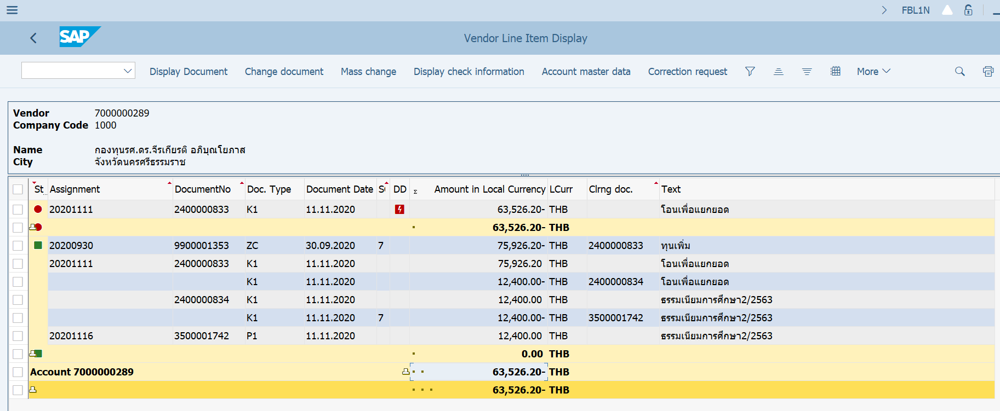 FBL1N
SAP
Vendor Line Item Display
Display Document Change document Mass change Display check information Account master data Correction request More
Vendor 7000000289
Company Code 1000
Name กองทุนรศ.ดร.จีรเกียรติ อภิบุณโยภาส
City จังหวัดนครศรีธรรมราช
St.. Assignment DocumentNo Doc. Type Document Date SG DD Σ Amount in Local Currency LCurr Clrng doc. Text
20201111 2400000833 K1 11.11.2020 63,526.20- THB โอนเพื่อแยกยอด
63,526.20- THB
20200930 9900001353 ZC 30.09.2020 7 75,926.20- THB 2400000833 ทุนเพิ่ม
20201111 2400000833 K1 11.11.2020 75,926.20 THB โอนเพื่อแยกยอด
K1 11.11.2020 12,400.00- THB 2400000834 โอนเพื่อแยกยอด
2400000834 K1 11.11.2020 12,400.00 THB ธรรมเนียมการศึกษา2/2563
K1 11.11.2020 7 12,400.00- THB 3500001742 ธรรมเนียมการศึกษา2/2563
20201116 3500001742 P1 11.11.2020 12,400.00 THB ธรรมเนียมการศึกษา2/2563
0.00 THB
Account 7000000289 63,526.20- THB
63,526.20- THB